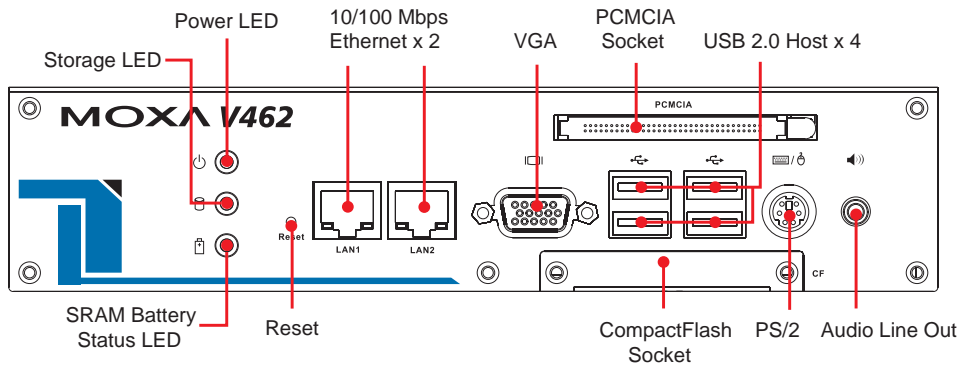 Power LED
10/100 Mbps
Ethernet x 2
VGA
PCMCIA
Socket
USB 2.0 Host x 4
Storage LED
MOXA V462
PCMCIA
Reset
LAN1
LAN2
CF
SRAM Battery
Status LED
Reset
CompactFlash
Socket
PS/2
Audio Line Out